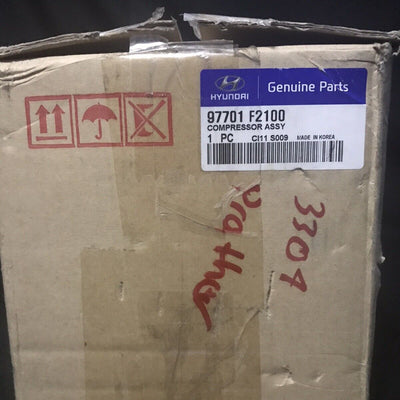 HYUNDAI
Genuine Parts
97701 F2100
COMPRESSOR ASSY
1 PC CI11 S009 MADE IN KOREA
3304